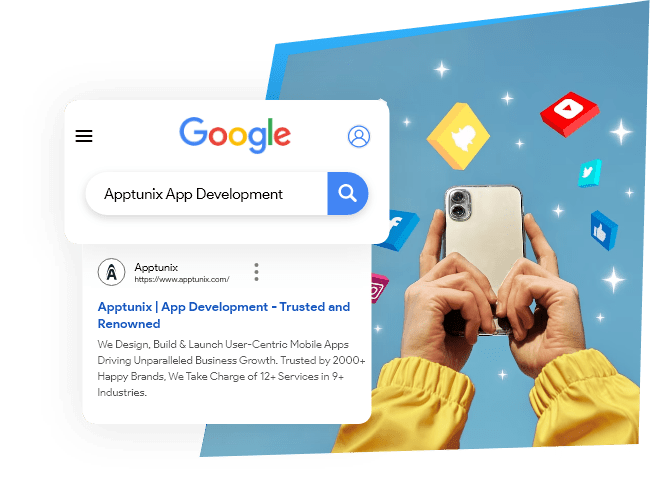 Google
Apptunix App Development
Apptunix
https://www.apptunix.com/
Apptunix | App Development - Trusted and
Renowned
We Design, Build & Launch User-Centric Mobile Apps
Driving Unparalleled Business Growth. Trusted by 2000+
Happy Brands, We Take Charge of 12+ Services in 9+
Industries.